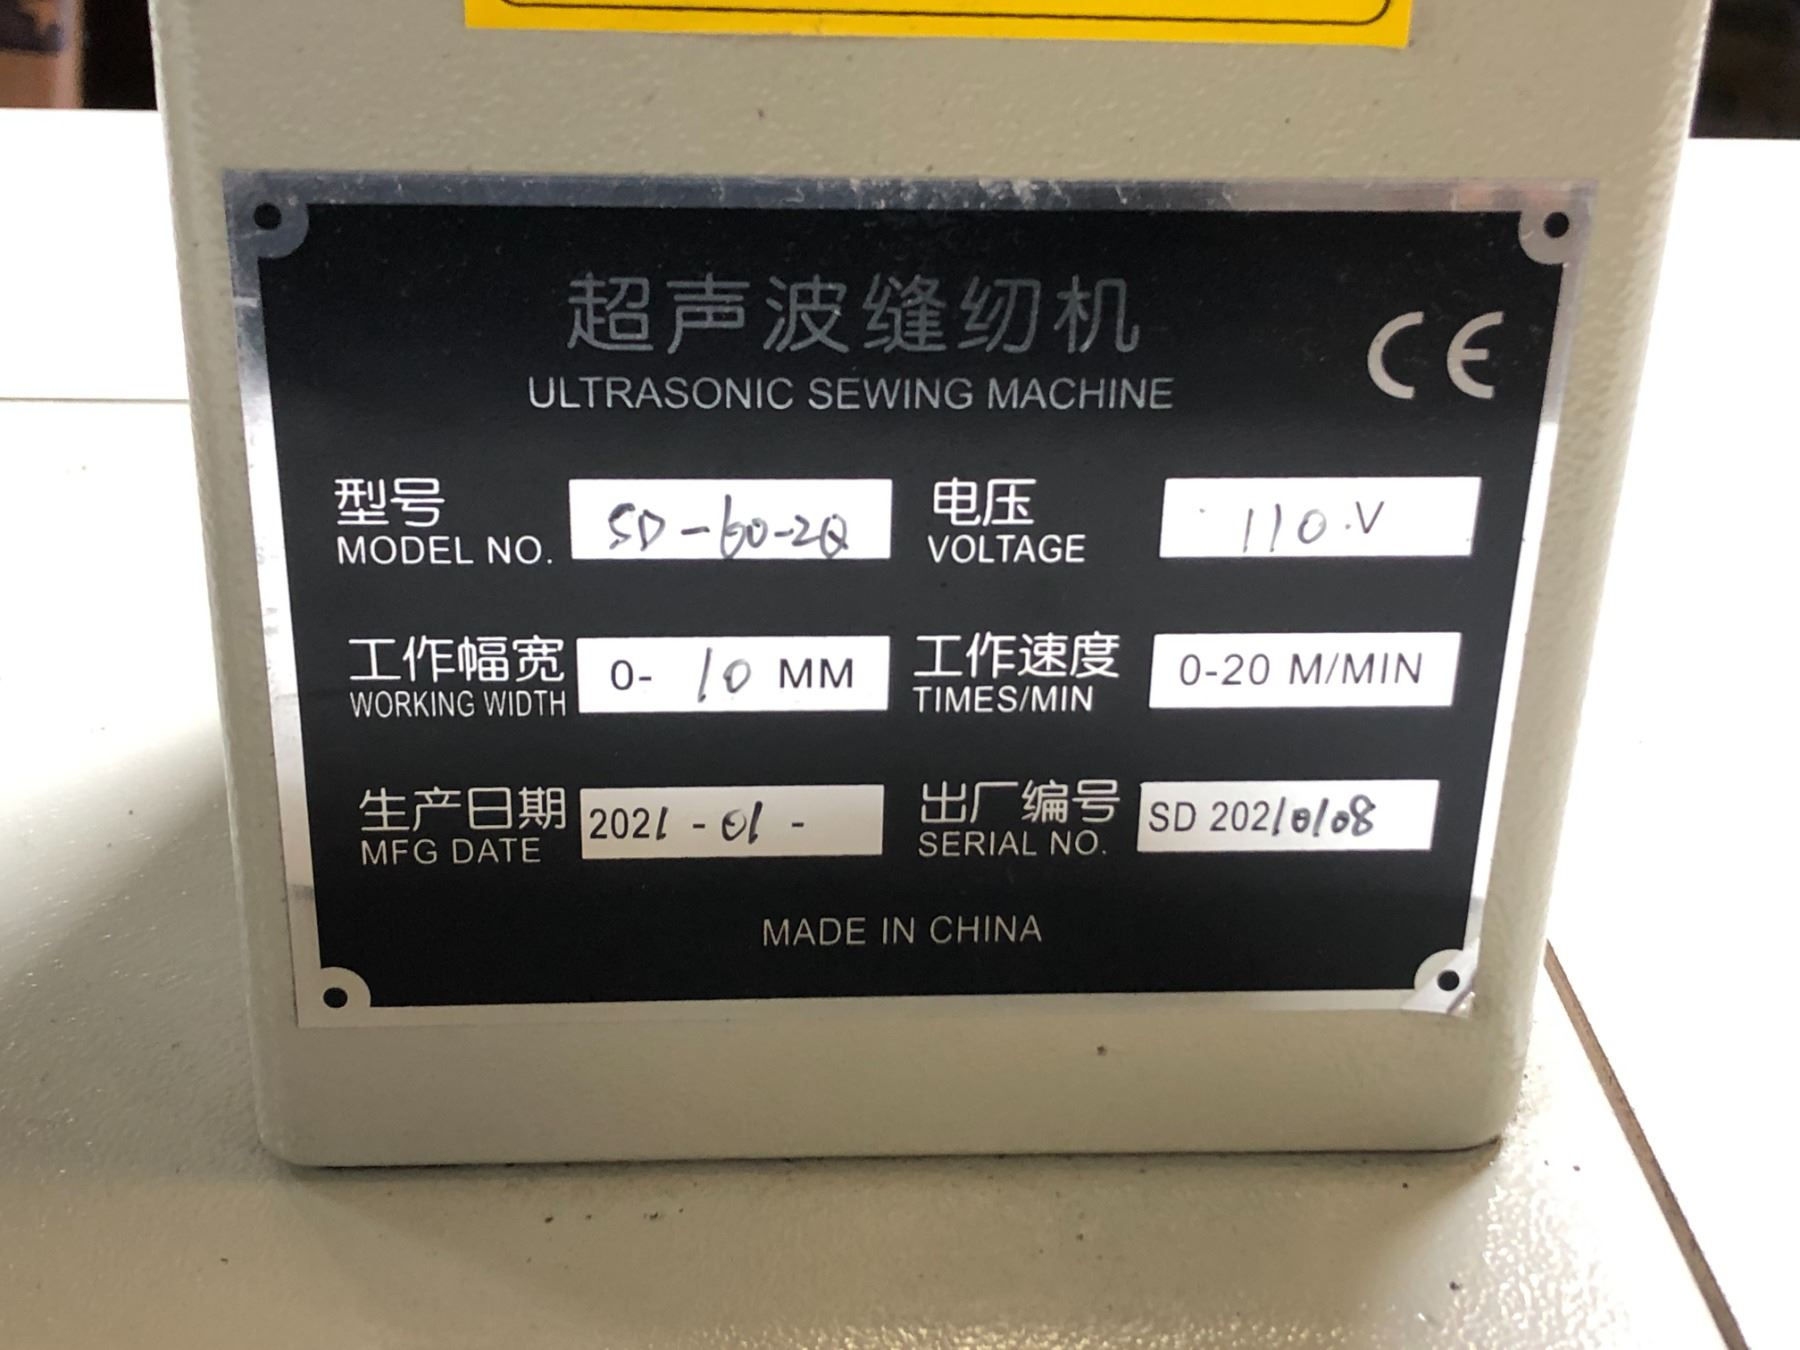 超声波缝纫机
ULTRASONIC SEWING MACHINE
CE
型号 SD-60-2Q 电压 110.V
MODEL NO. VOLTAGE
工作幅宽 0- 10 MM 工作速度 0-20 M/MIN
WORKING WIDTH TIMES/MIN
生产日期 2021 - 01 - 出厂编号 SD 20210108
MFG DATE SERIAL NO.
MADE IN CHINA